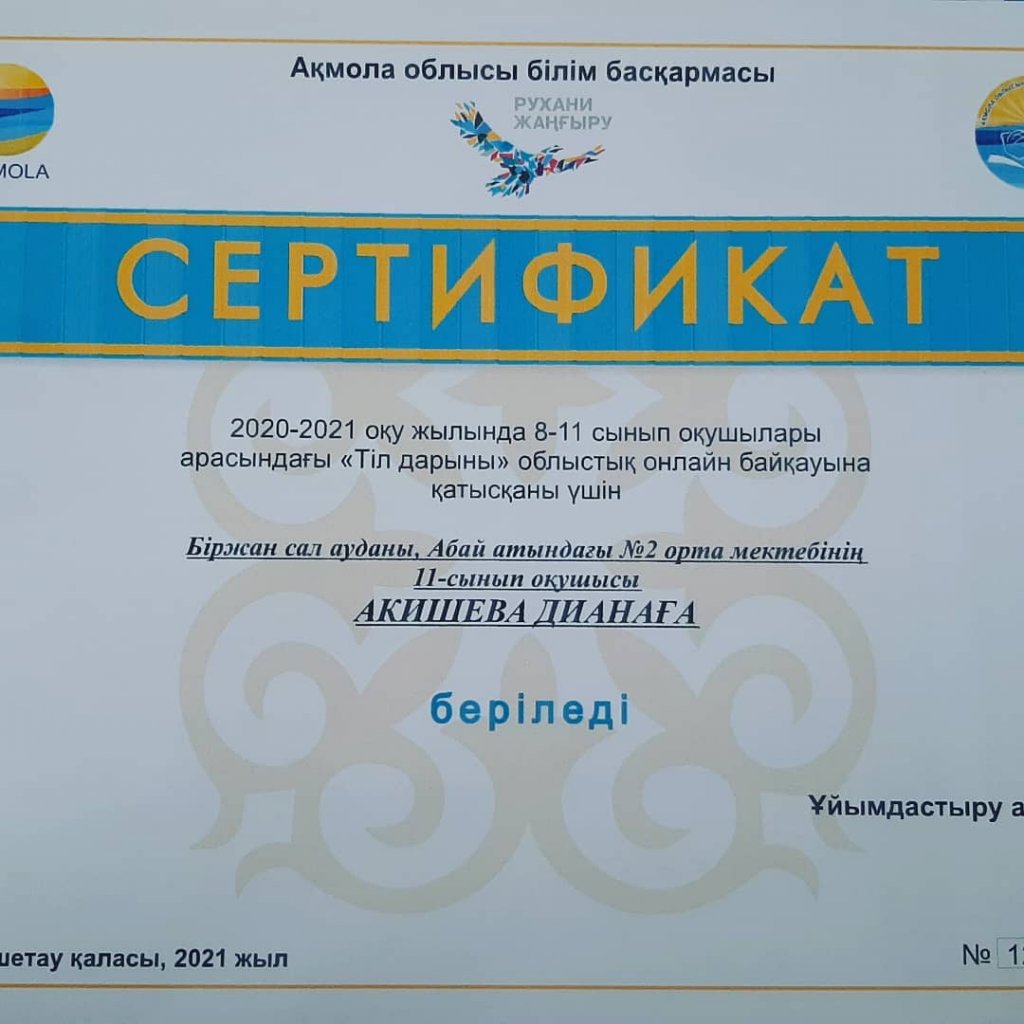 Ақмола облысы білім басқармасы
РУХАНИ
ЖАҢҒЫРУ
MOLA
СЕРТИФИКАТ
2020-2021 оқу жылында 8-11 сынып оқушылары
арасындағы «Тіл дарыны» облыстық онлайн байқауына
қатысқаны үшін
Біржан сал ауданы, Абай атындағы №2 орта мектебінің
11-сынып оқушысы
АКИШЕВА ДИАНАҒА
беріледі
Ұйымдастыру а
шетау қаласы, 2021 жыл
№ 12